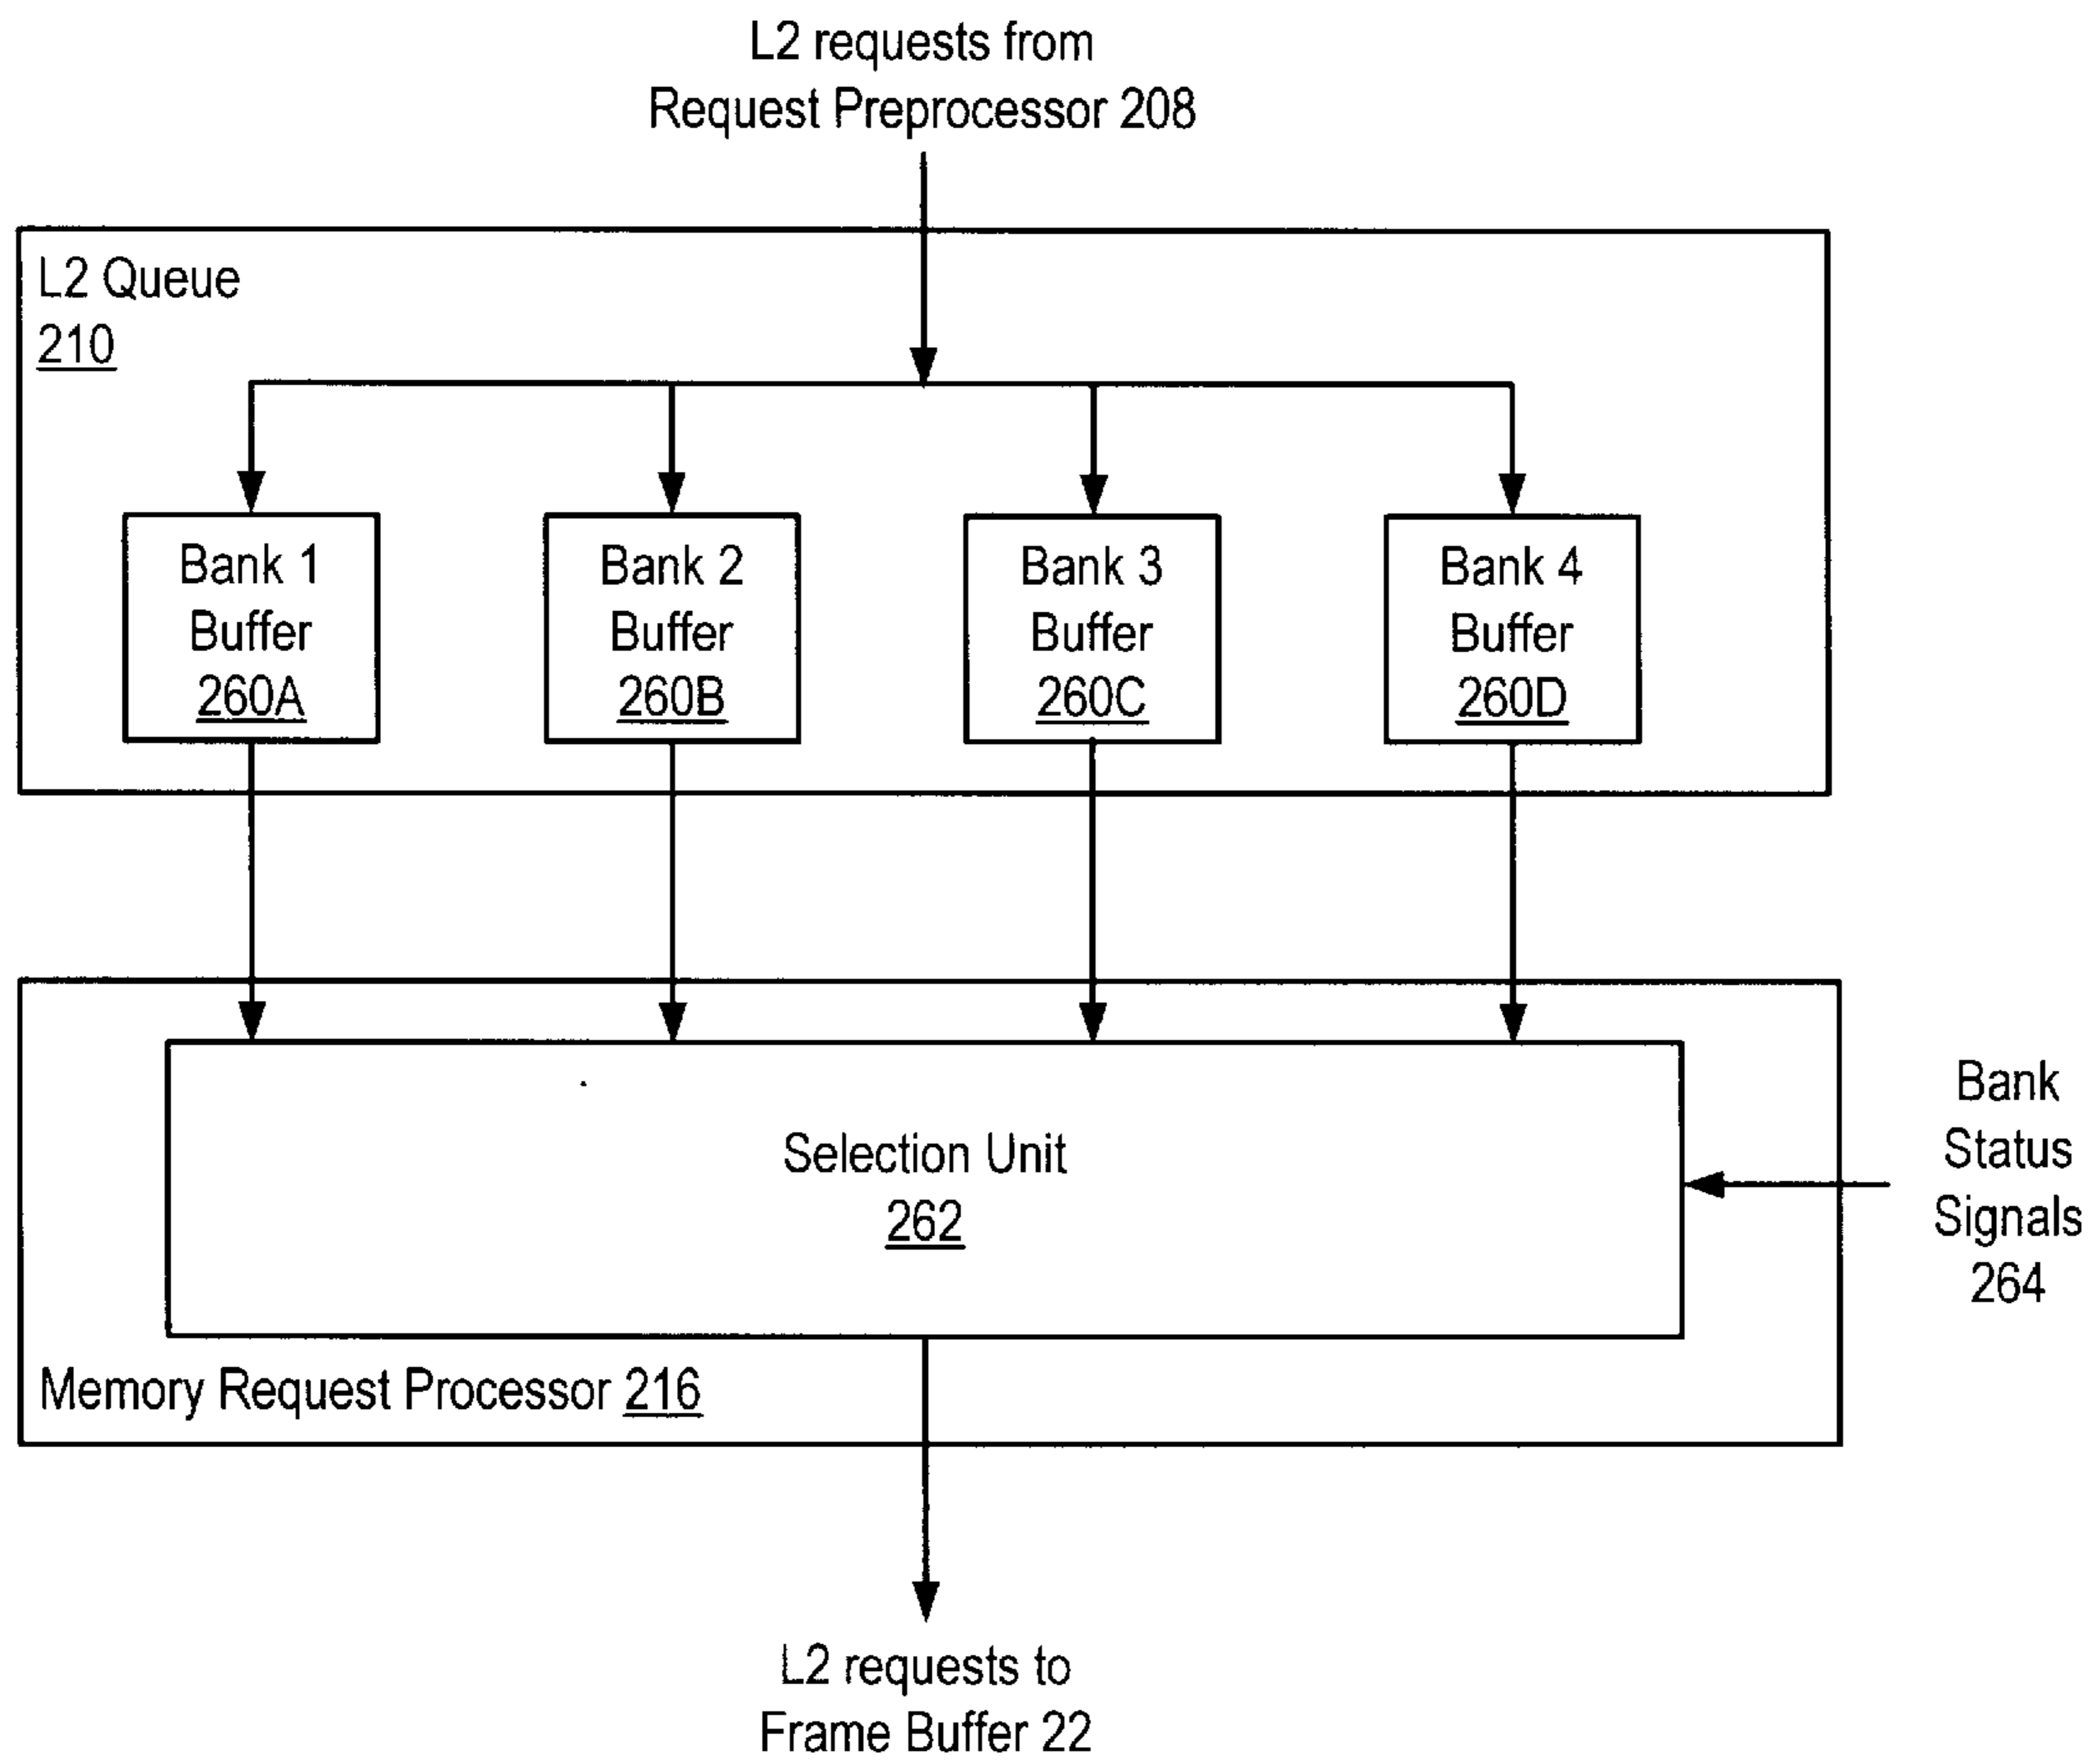 L2 requests from
Request Preprocessor 208
L2 Queue
210
Bank 1
Buffer
260A
Bank 2
Buffer
260B
Bank 3
Buffer
260C
Bank 4
Buffer
260D
Selection Unit
262
Bank
Status
Signals
264
Memory Request Processor 216
L2 requests to
Frame Buffer 22